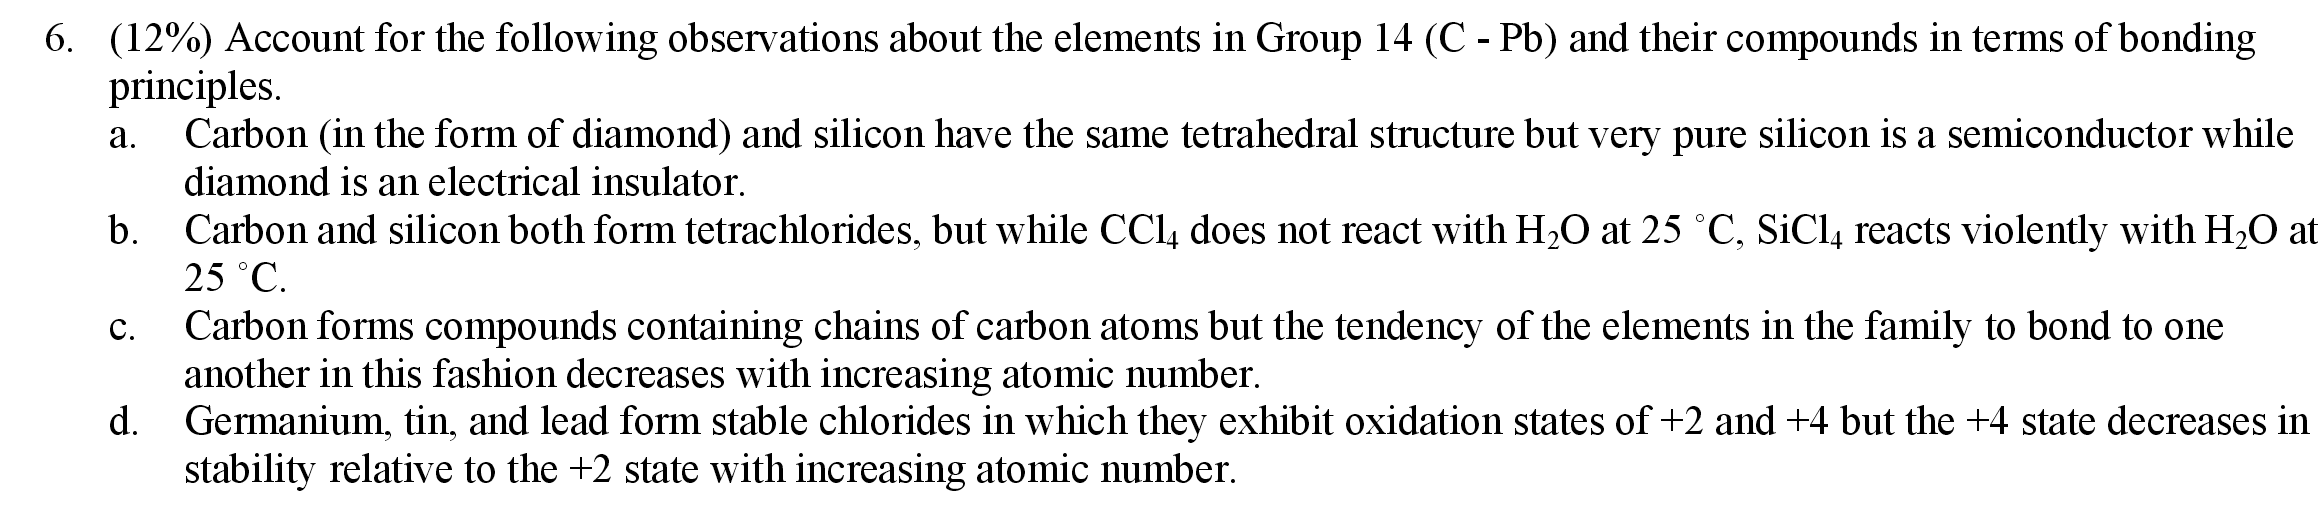 6. (12%) Account for the following observations about the elements in Group 14 (C - Pb) and their compounds in terms of bonding
principles.
a. Carbon (in the form of diamond) and silicon have the same tetrahedral structure but very pure silicon is a semiconductor while
diamond is an electrical insulator.
b. Carbon and silicon both form tetrachlorides, but while CCl₄ does not react with H₂O at 25 ˚C, SiCl₄ reacts violently with H₂O at
25 ˚C.
c. Carbon forms compounds containing chains of carbon atoms but the tendency of the elements in the family to bond to one
another in this fashion decreases with increasing atomic number.
d. Germanium, tin, and lead form stable chlorides in which they exhibit oxidation states of +2 and +4 but the +4 state decreases in
stability relative to the +2 state with increasing atomic number.